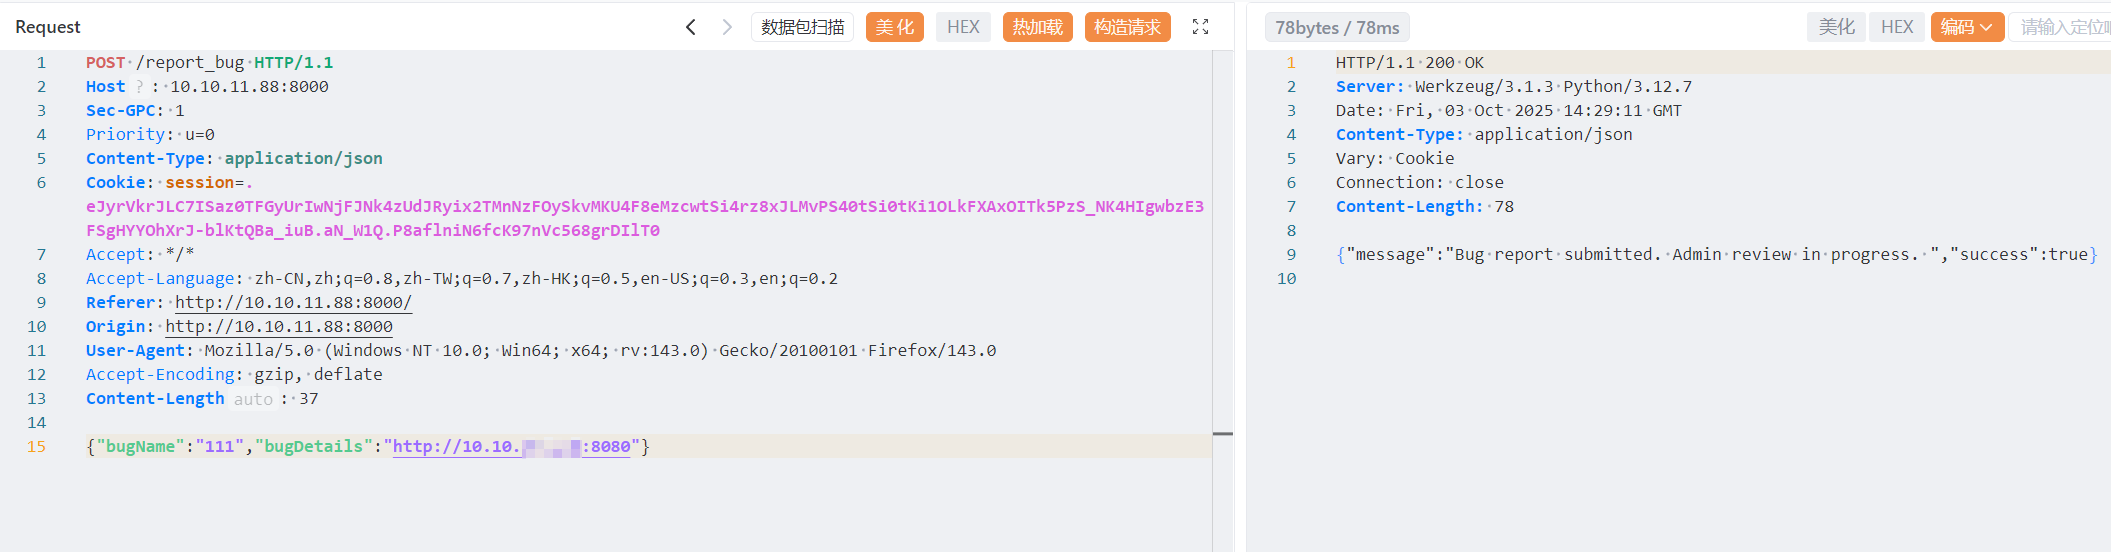 Request 数据包扫描 美化 HEX 热加载 构造请求
1 POST /report_bug HTTP/1.1
2 Host ? : 10.10.11.88:8000
3 Sec-GPC: 1
4 Priority: u=0
5 Content-Type: application/json
6 Cookie: session=.
eJyrVkrJLC7ISaz0TFGyUrIwNjFJNk4zUdJRyix2TMnNzFOySkvMKU4F8eMzcwtSi4rz8xJLMvPS40tSi0tKi1OLkFXAxOITk5PzS_NK4HIgwbzE3
FSgHYYOhXrJ-blKtQBa_iuB.aN_W1Q.P8aflniN6fcK97nVc568grDIlT0
7 Accept: */*
8 Accept-Language: zh-CN,zh;q=0.8,zh-TW;q=0.7,zh-HK;q=0.5,en-US;q=0.3,en;q=0.2
9 Referer: http://10.10.11.88:8000/
10 Origin: http://10.10.11.88:8000
11 User-Agent: Mozilla/5.0 (Windows NT 10.0; Win64; x64; rv:143.0) Gecko/20100101 Firefox/143.0
12 Accept-Encoding: gzip, deflate
13 Content-Length auto : 37
14
15 {"bugName":"111","bugDetails":"http://10.10. :8080"}
78bytes / 78ms 美化 HEX 编码
1 HTTP/1.1 200 OK
2 Server: Werkzeug/3.1.3 Python/3.12.7
3 Date: Fri, 03 Oct 2025 14:29:11 GMT
4 Content-Type: application/json
5 Vary: Cookie
6 Connection: close
7 Content-Length: 78
8
9 {"message":"Bug report submitted. Admin review in progress. ","success":true}
10
请输入定位